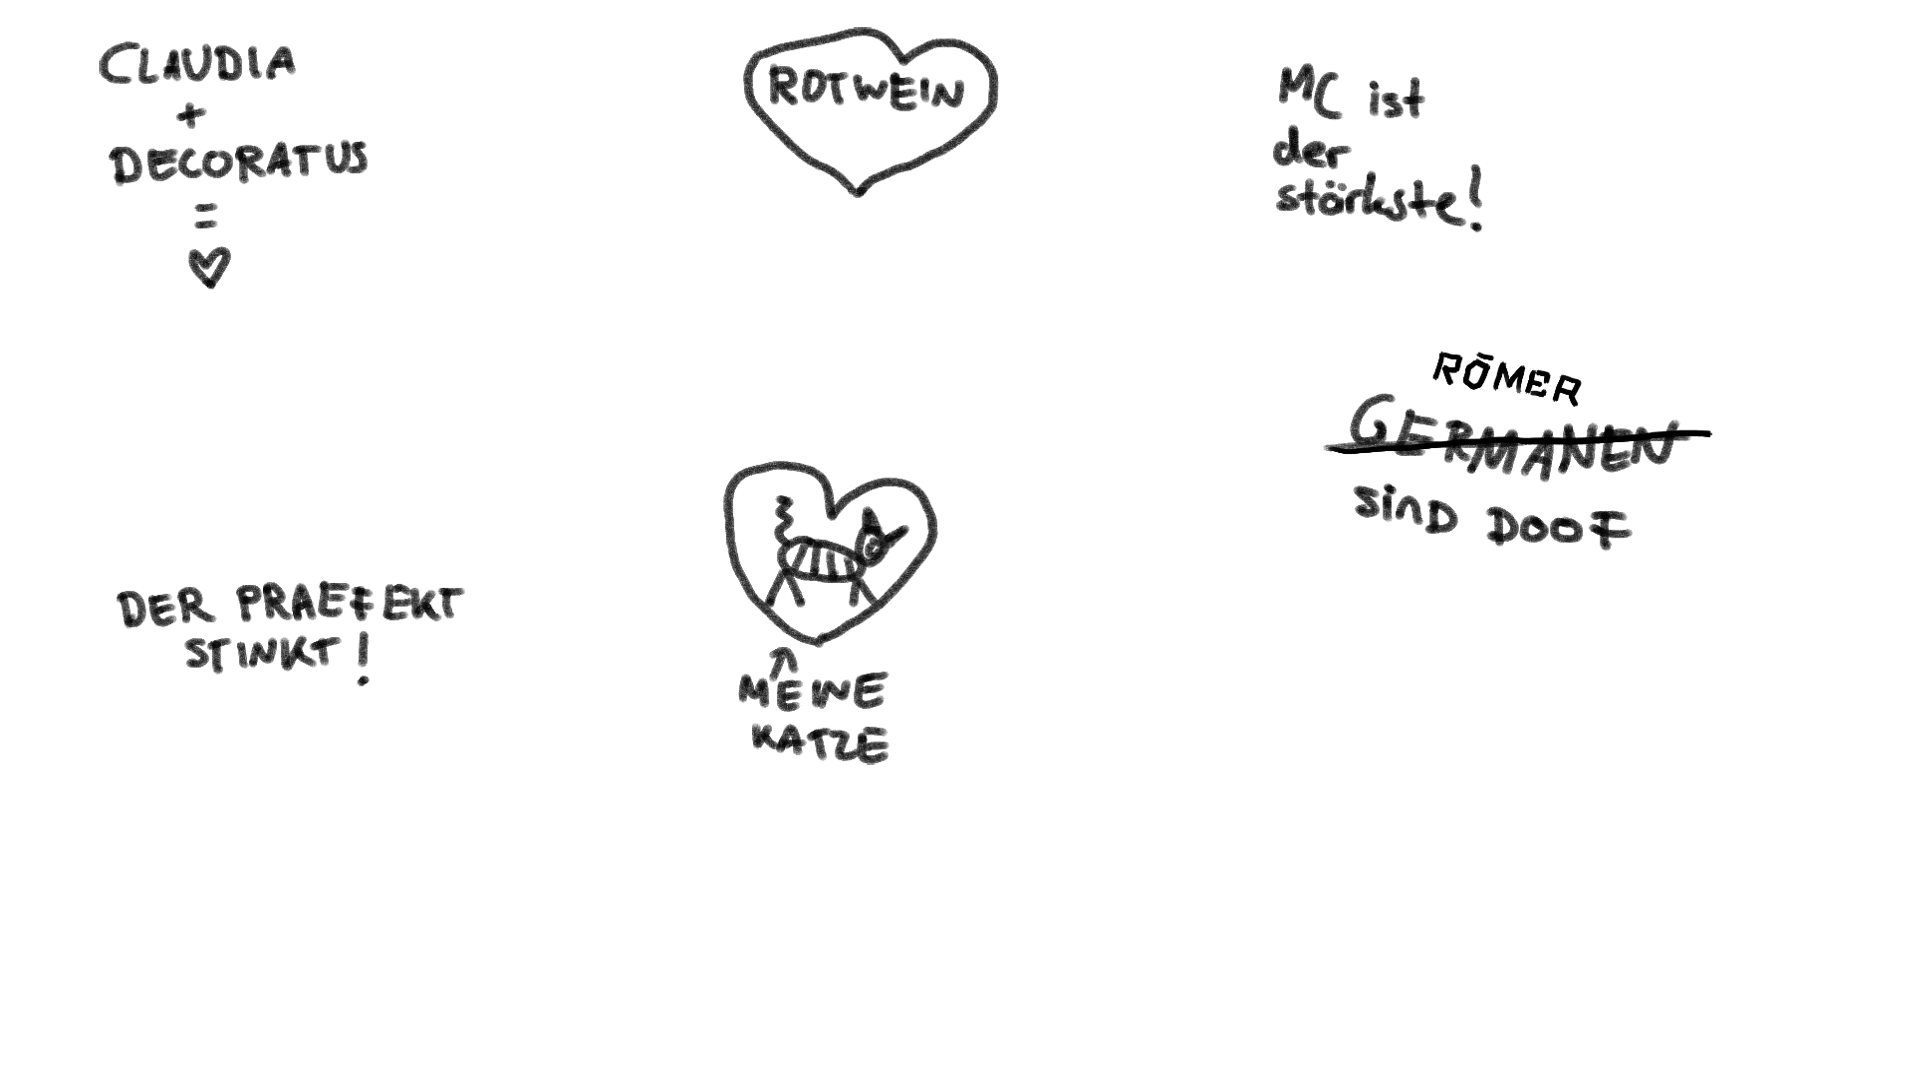 CLAUDIA
+
DECORATUS
=
ROTWEIN
MC ist
der
störkste!
RÖMER
GERMANEN
SiND DOOF
DER PRAEFEKT
STINKT!
MEINE
KATZE